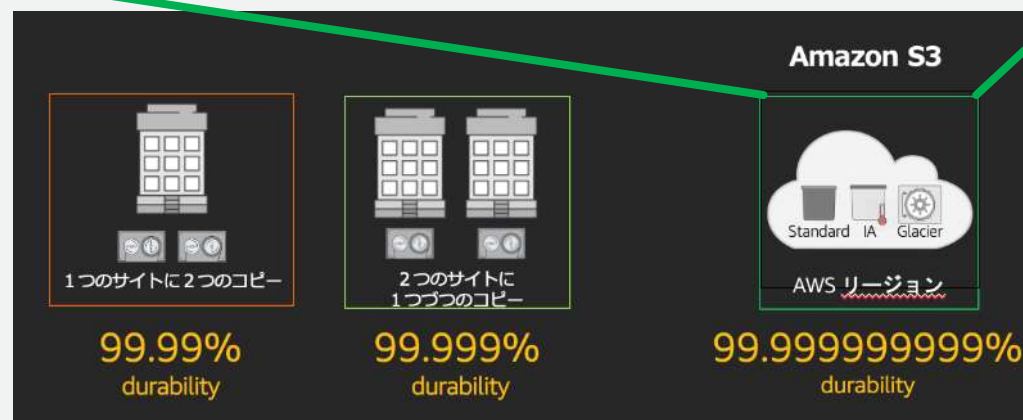 Amazon S3
1つのサイトに2つのコピー
2つのサイトに
1つづつのコピー
Standard IA Glacier
AWS リージョン
99.99%
durability
99.999%
durability
99.999999999%
durability